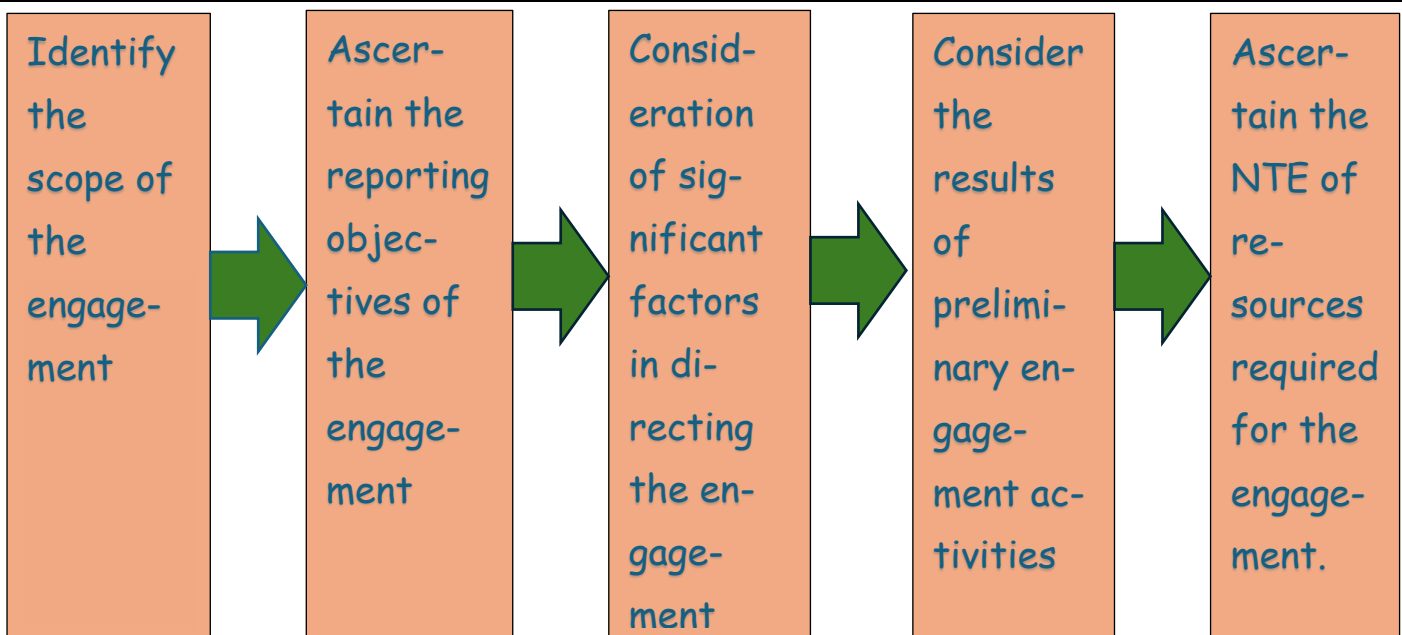 Identify
the
scope of
the
engage-
ment
Ascer-
tain the
reporting
objec-
tives of
the
engage-
ment
Consid-
eration
of sig-
nificant
factors
in di-
recting
the en-
gage-
ment
Consider
the
results
of
prelimi-
nary en-
gage-
ment ac-
tivities
Ascer-
tain the
NTE of
re-
sources
required
for the
engage-
ment.